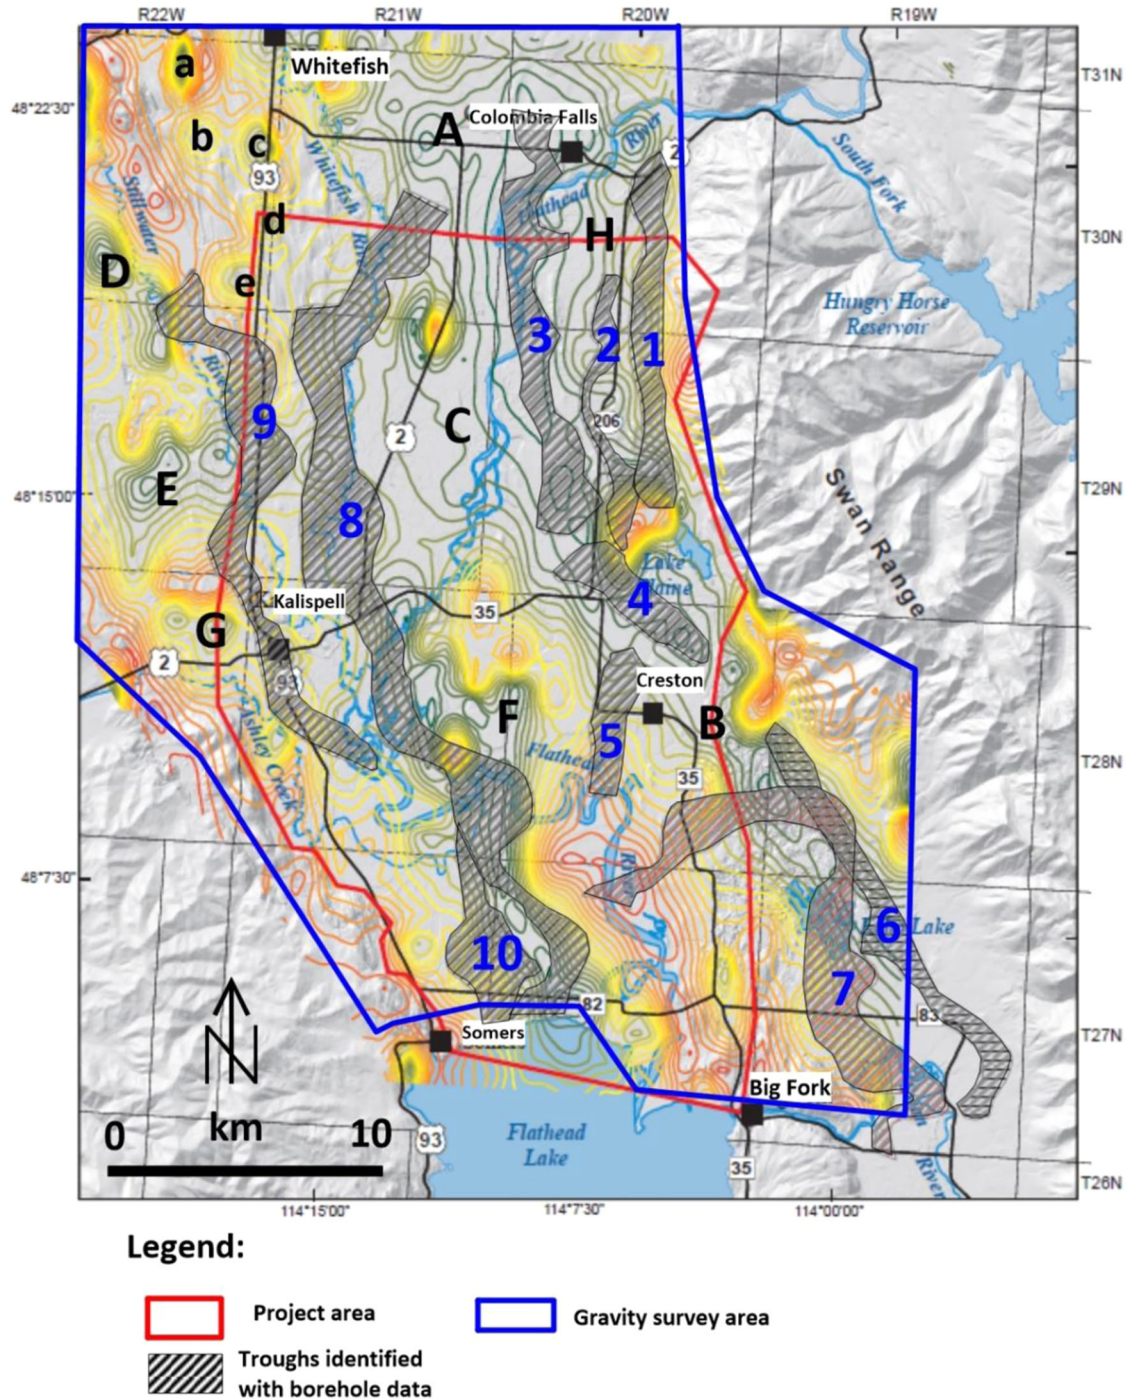 R22W R21W R20W R19W
a
Whitefish
T31N
48°22'30"
A
Colombia Falls
b
c
River
2
93
Whitefish
South Fork
Stillwater
Flathead
d
H
T30N
River
D
e
Hungry Horse
Reservoir
3
2
1
River
9
C
206
2
E
Swan Range
48°15'00"
T29N
8
Lake
Blaine
4
Kalispell
35
G
2
Creston
93
F
B
Ashley Creek
Flathead
5
T28N
35
River
48°7'30"
6
Lake
10
7
82
83
Somers
T27N
N
Big Fork
km
0 10
Flathead
Lake
93
35
River
T26N
114°15'00" 114°7'30" 114°00'00"
Legend:
Project area
Gravity survey area
Troughs identified
with borehole data